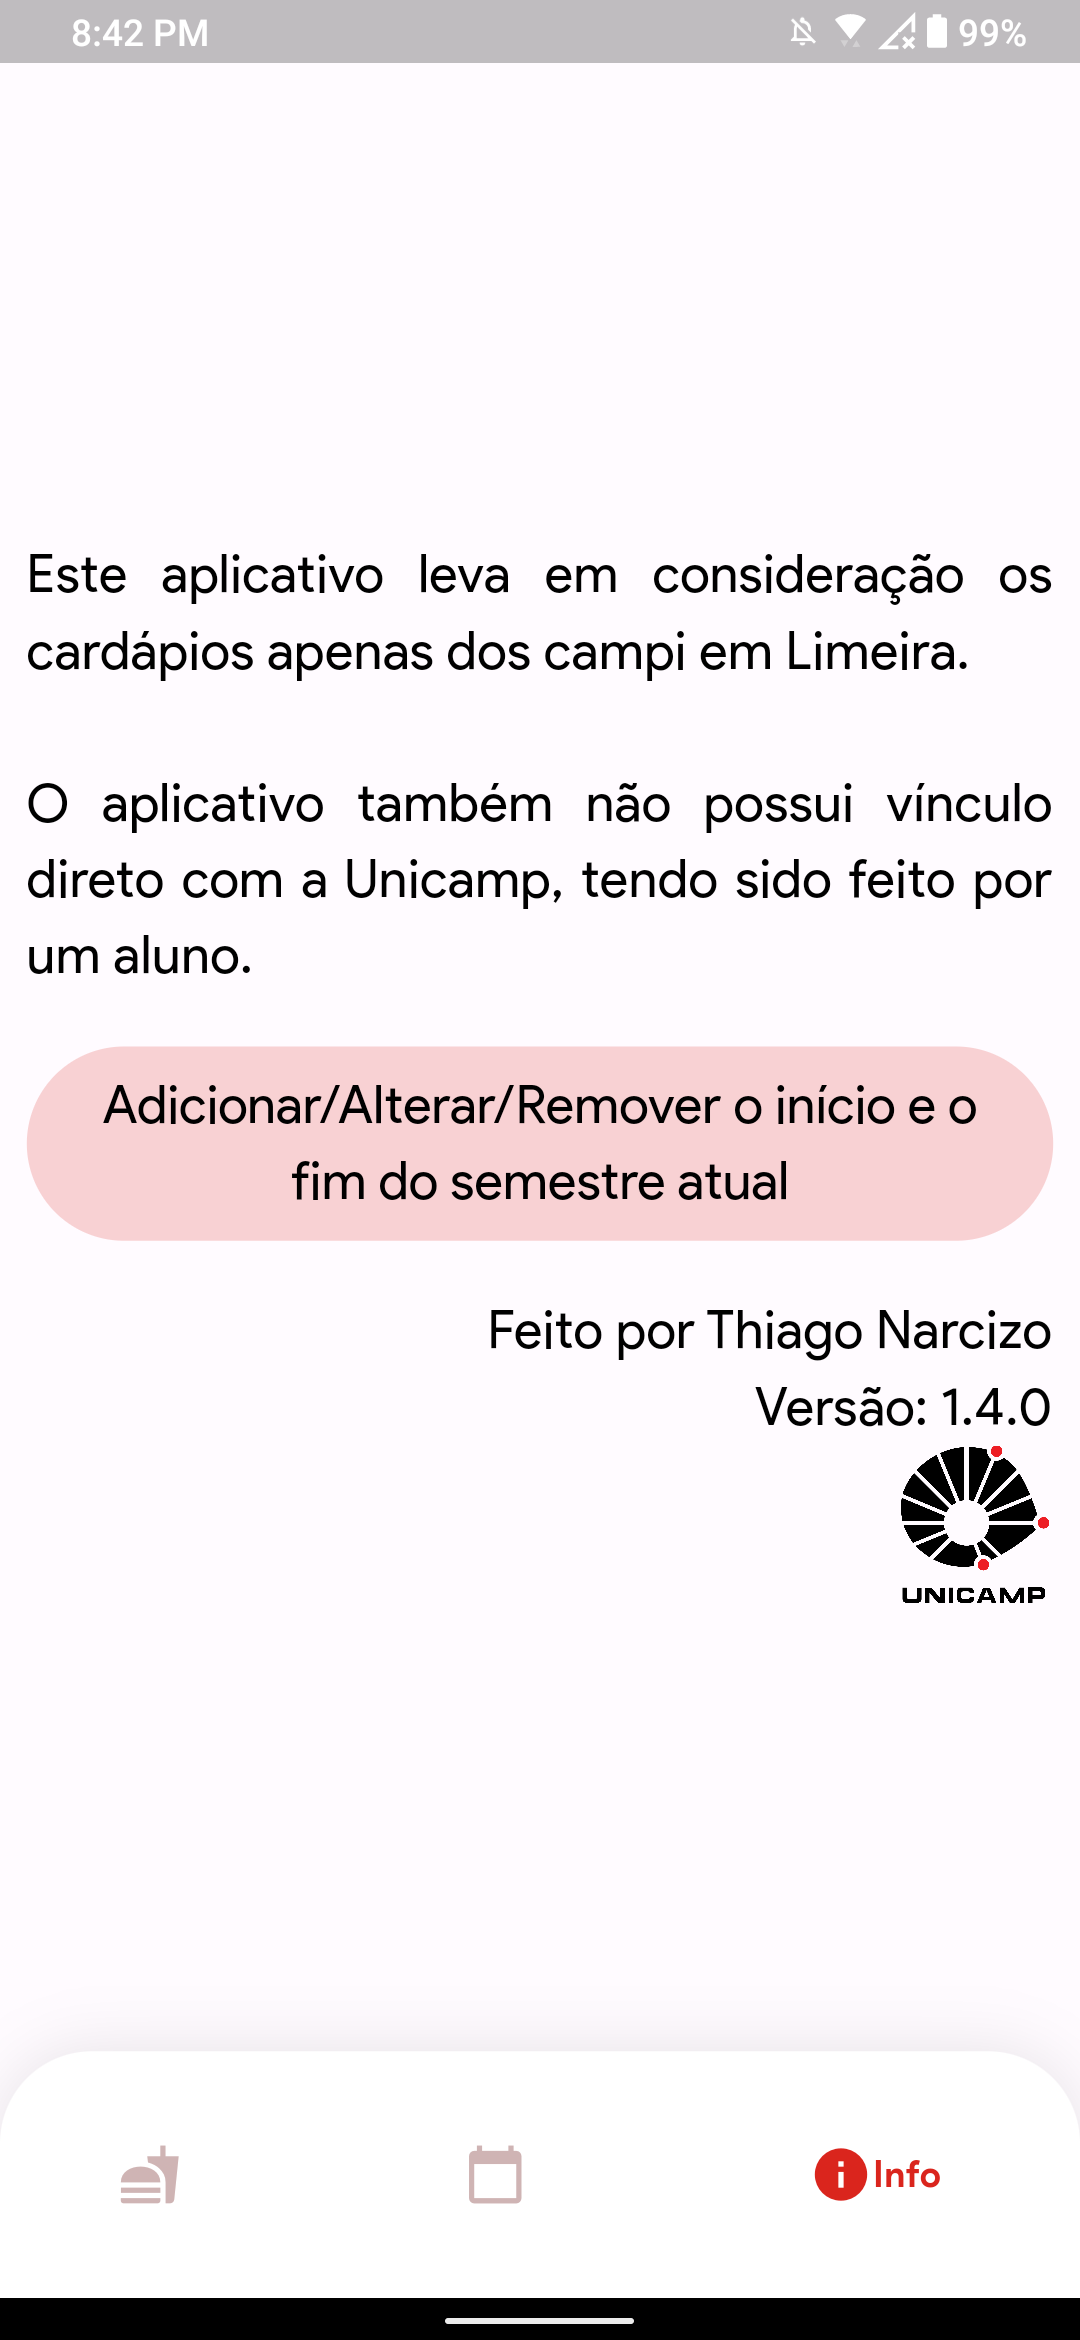 8:42 PM
99%
Este aplicativo leva em consideração os
cardápios apenas dos campi em Limeira.
O aplicativo também não possui vínculo
direto com a Unicamp, tendo sido feito por
um aluno.
Adicionar/Alterar/Remover o início e o
fim do semestre atual
Feito por Thiago Narcizo
Versão: 1.4.0
UNICAMP
Info